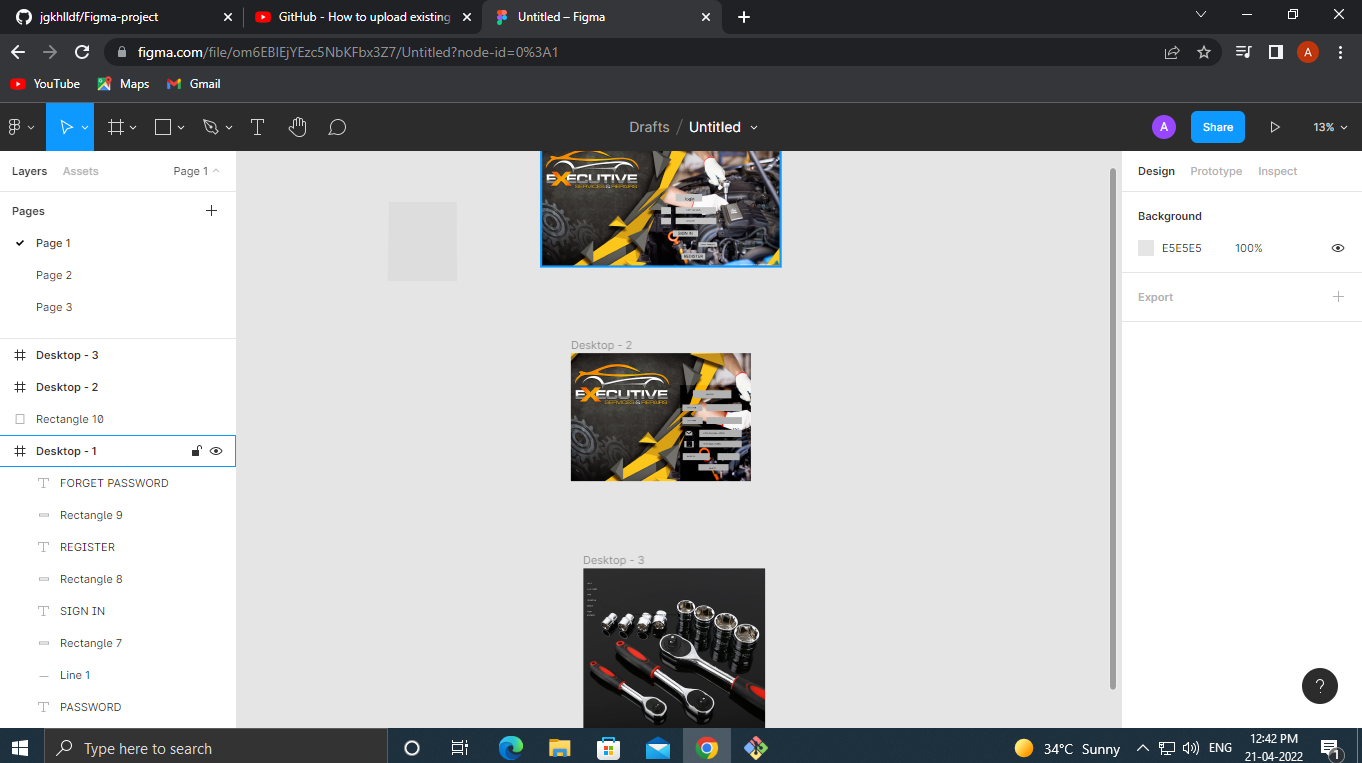 jgkhlldf/Figma-project
GitHub - How to upload existing
Untitled – Figma
figma.com/file/om6EBIEjYEzc5NbKFbx3Z7/Untitled?node-id=0%3A1
A
YouTube
Maps
Gmail
Drafts / Untitled
A
Share
13%
Layers
Assets
Page 1
Design
Prototype
Inspect
Pages
Page 1
Page 2
Page 3
Background
E5E5E5
100%
Export
Desktop - 3
Desktop - 2
Rectangle 10
Desktop - 1
FORGET PASSWORD
Rectangle 9
REGISTER
Rectangle 8
SIGN IN
Rectangle 7
Line 1
PASSWORD
EXECUTIVE
SERVICES & REPAIRS
login
SIGN IN
REGISTER
Desktop - 2
EXECUTIVE
SERVICES & REPAIRS
Desktop - 3
?
Type here to search
34°C Sunny
ENG
12:42 PM
21-04-2022
1